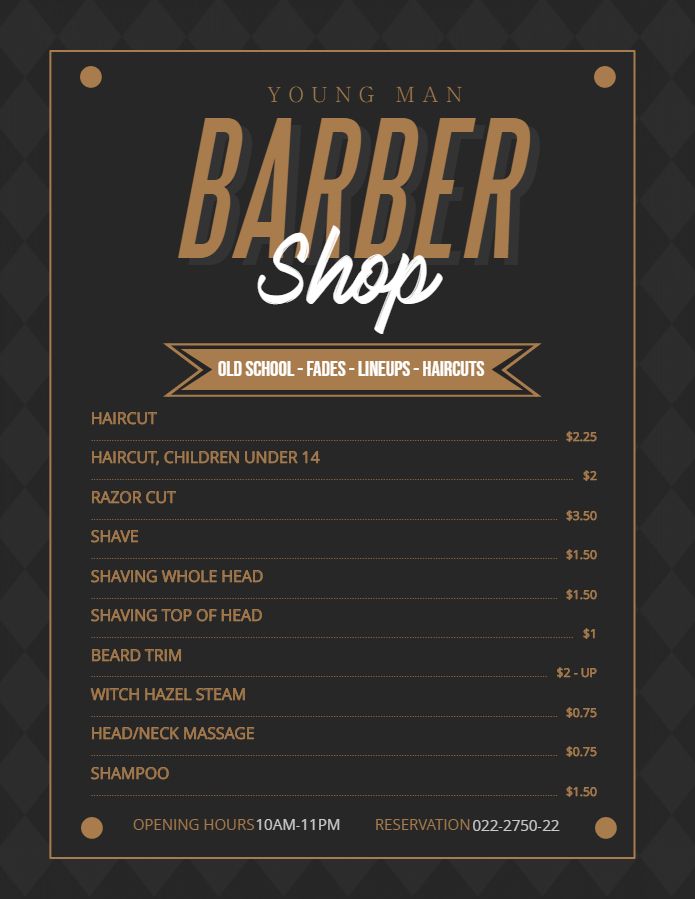 YOUNG MAN
BARBER
Shop
OLD SCHOOL - FADES - LINEUPS - HAIRCUTS
HAIRCUT
$2.25
HAIRCUT, CHILDREN UNDER 14
$2
RAZOR CUT
$3.50
SHAVE
$1.50
SHAVING WHOLE HEAD
$1.50
SHAVING TOP OF HEAD
$1
BEARD TRIM
$2 - UP
WITCH HAZEL STEAM
$0.75
HEAD/NECK MASSAGE
$0.75
SHAMPOO
$1.50
OPENING HOURS 10AM-11PM RESERVATION 022-2750-22